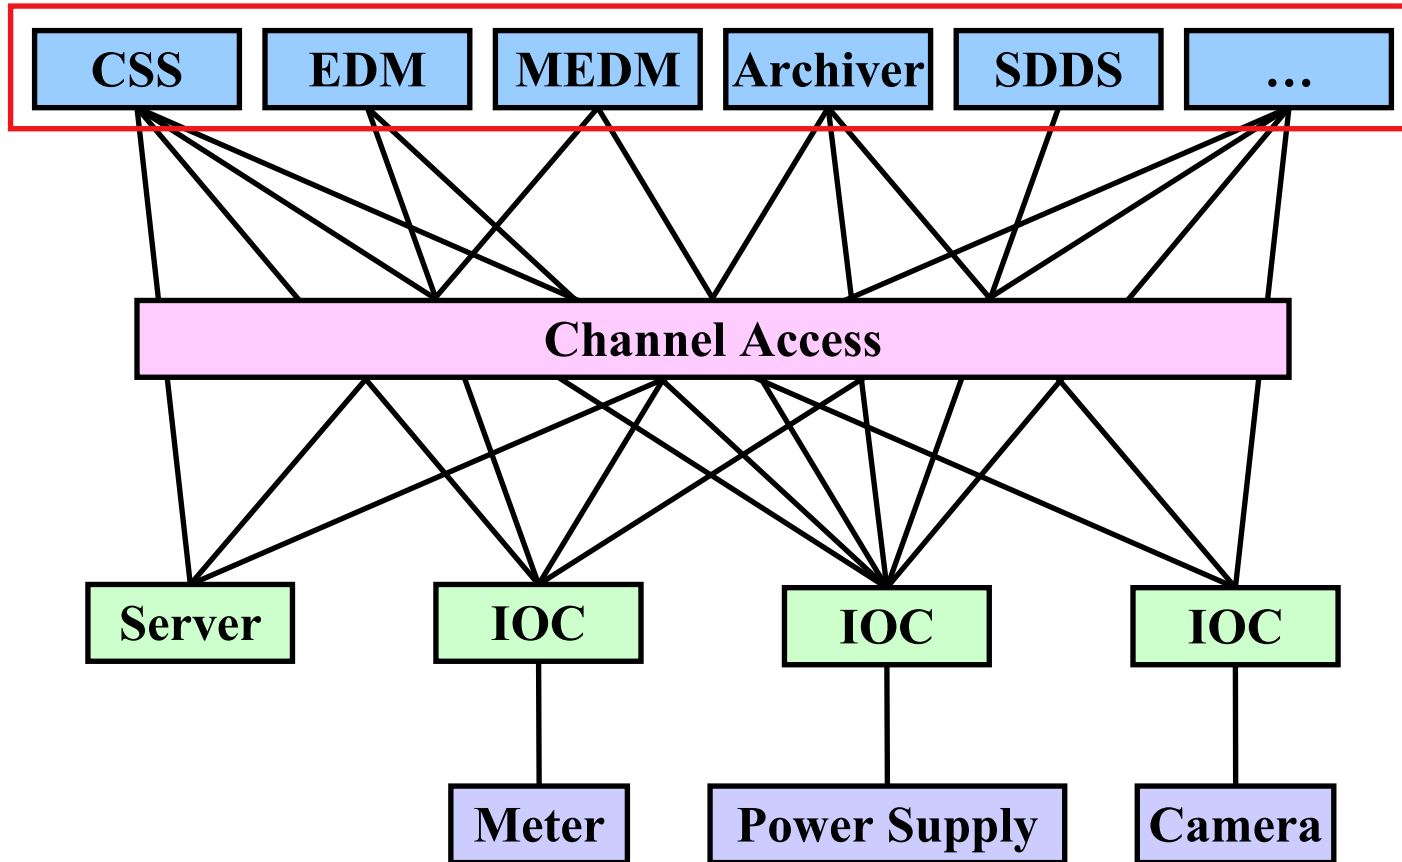 CSS
EDM
MEDM
Archiver
SDDS
...
Channel Access
Server
IOC
IOC
IOC
Meter
Power Supply
Camera